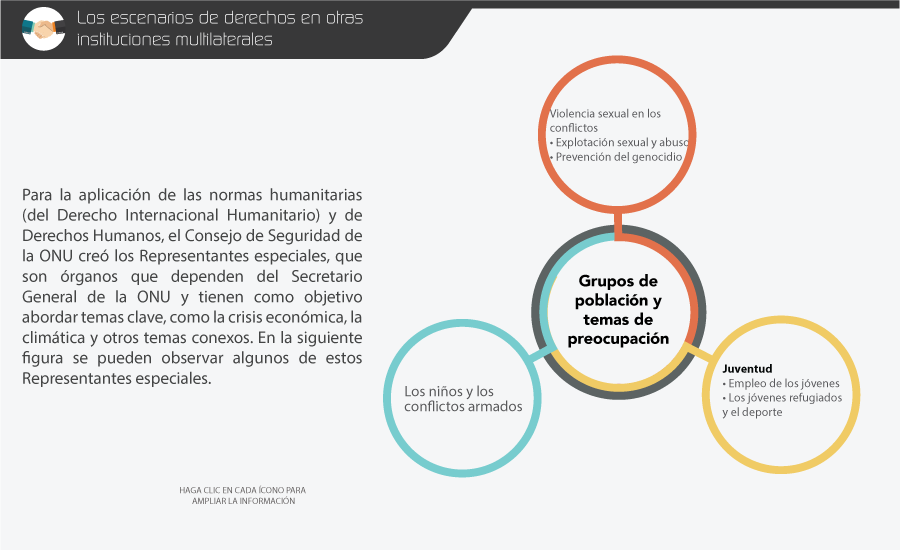 Los escenarios de derechos en otras
instituciones multilaterales
Para la aplicación de las normas humanitarias
(del Derecho Internacional Humanitario) y de
Derechos Humanos, el Consejo de Seguridad de
la ONU creó los Representantes especiales, que
son órganos que dependen del Secretario
General de la ONU y tienen como objetivo
abordar temas clave, como la crisis económica, la
climática y otros temas conexos. En la siguiente
figura se pueden observar algunos de estos
Representantes especiales.
HAGA CLIC EN CADA ÍCONO PARA
AMPLIAR LA INFORMACIÓN
Violencia sexual en los
conflictos
• Explotación sexual y abuso
• Prevención del genocidio
Grupos de
población y
temas de
preocupación
Los niños y los
conflictos armados
Juventud
• Empleo de los jóvenes
• Los jóvenes refugiados
y el deporte